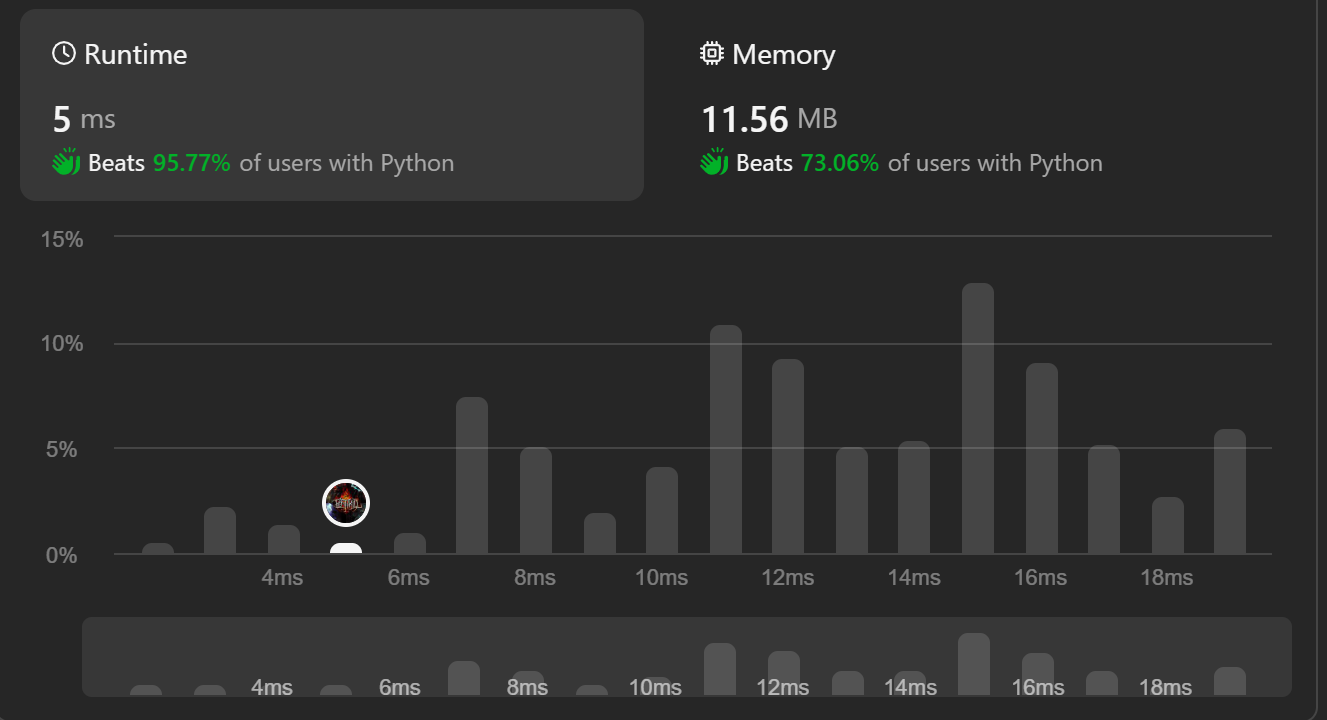 Runtime
5 ms
Beats 95.77% of users with Python
Memory
11.56 MB
Beats 73.06% of users with Python
15%
10%
5%
0%
4ms 6ms 8ms 10ms 12ms 14ms 16ms 18ms
4ms 6ms 8ms 10ms 12ms 14ms 16ms 18ms